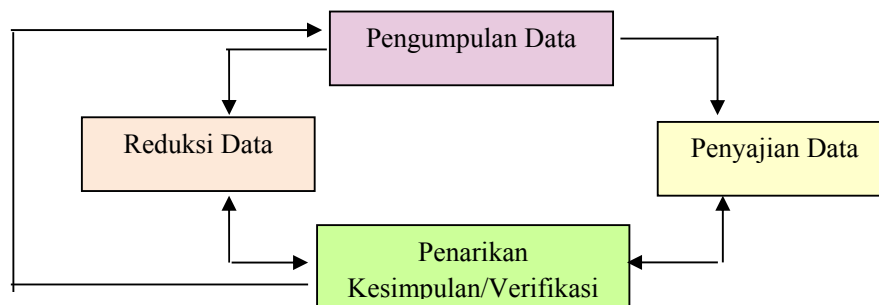 Pengumpulan Data
Reduksi Data
Penyajian Data
Penarikan
Kesimpulan/Verifikasi